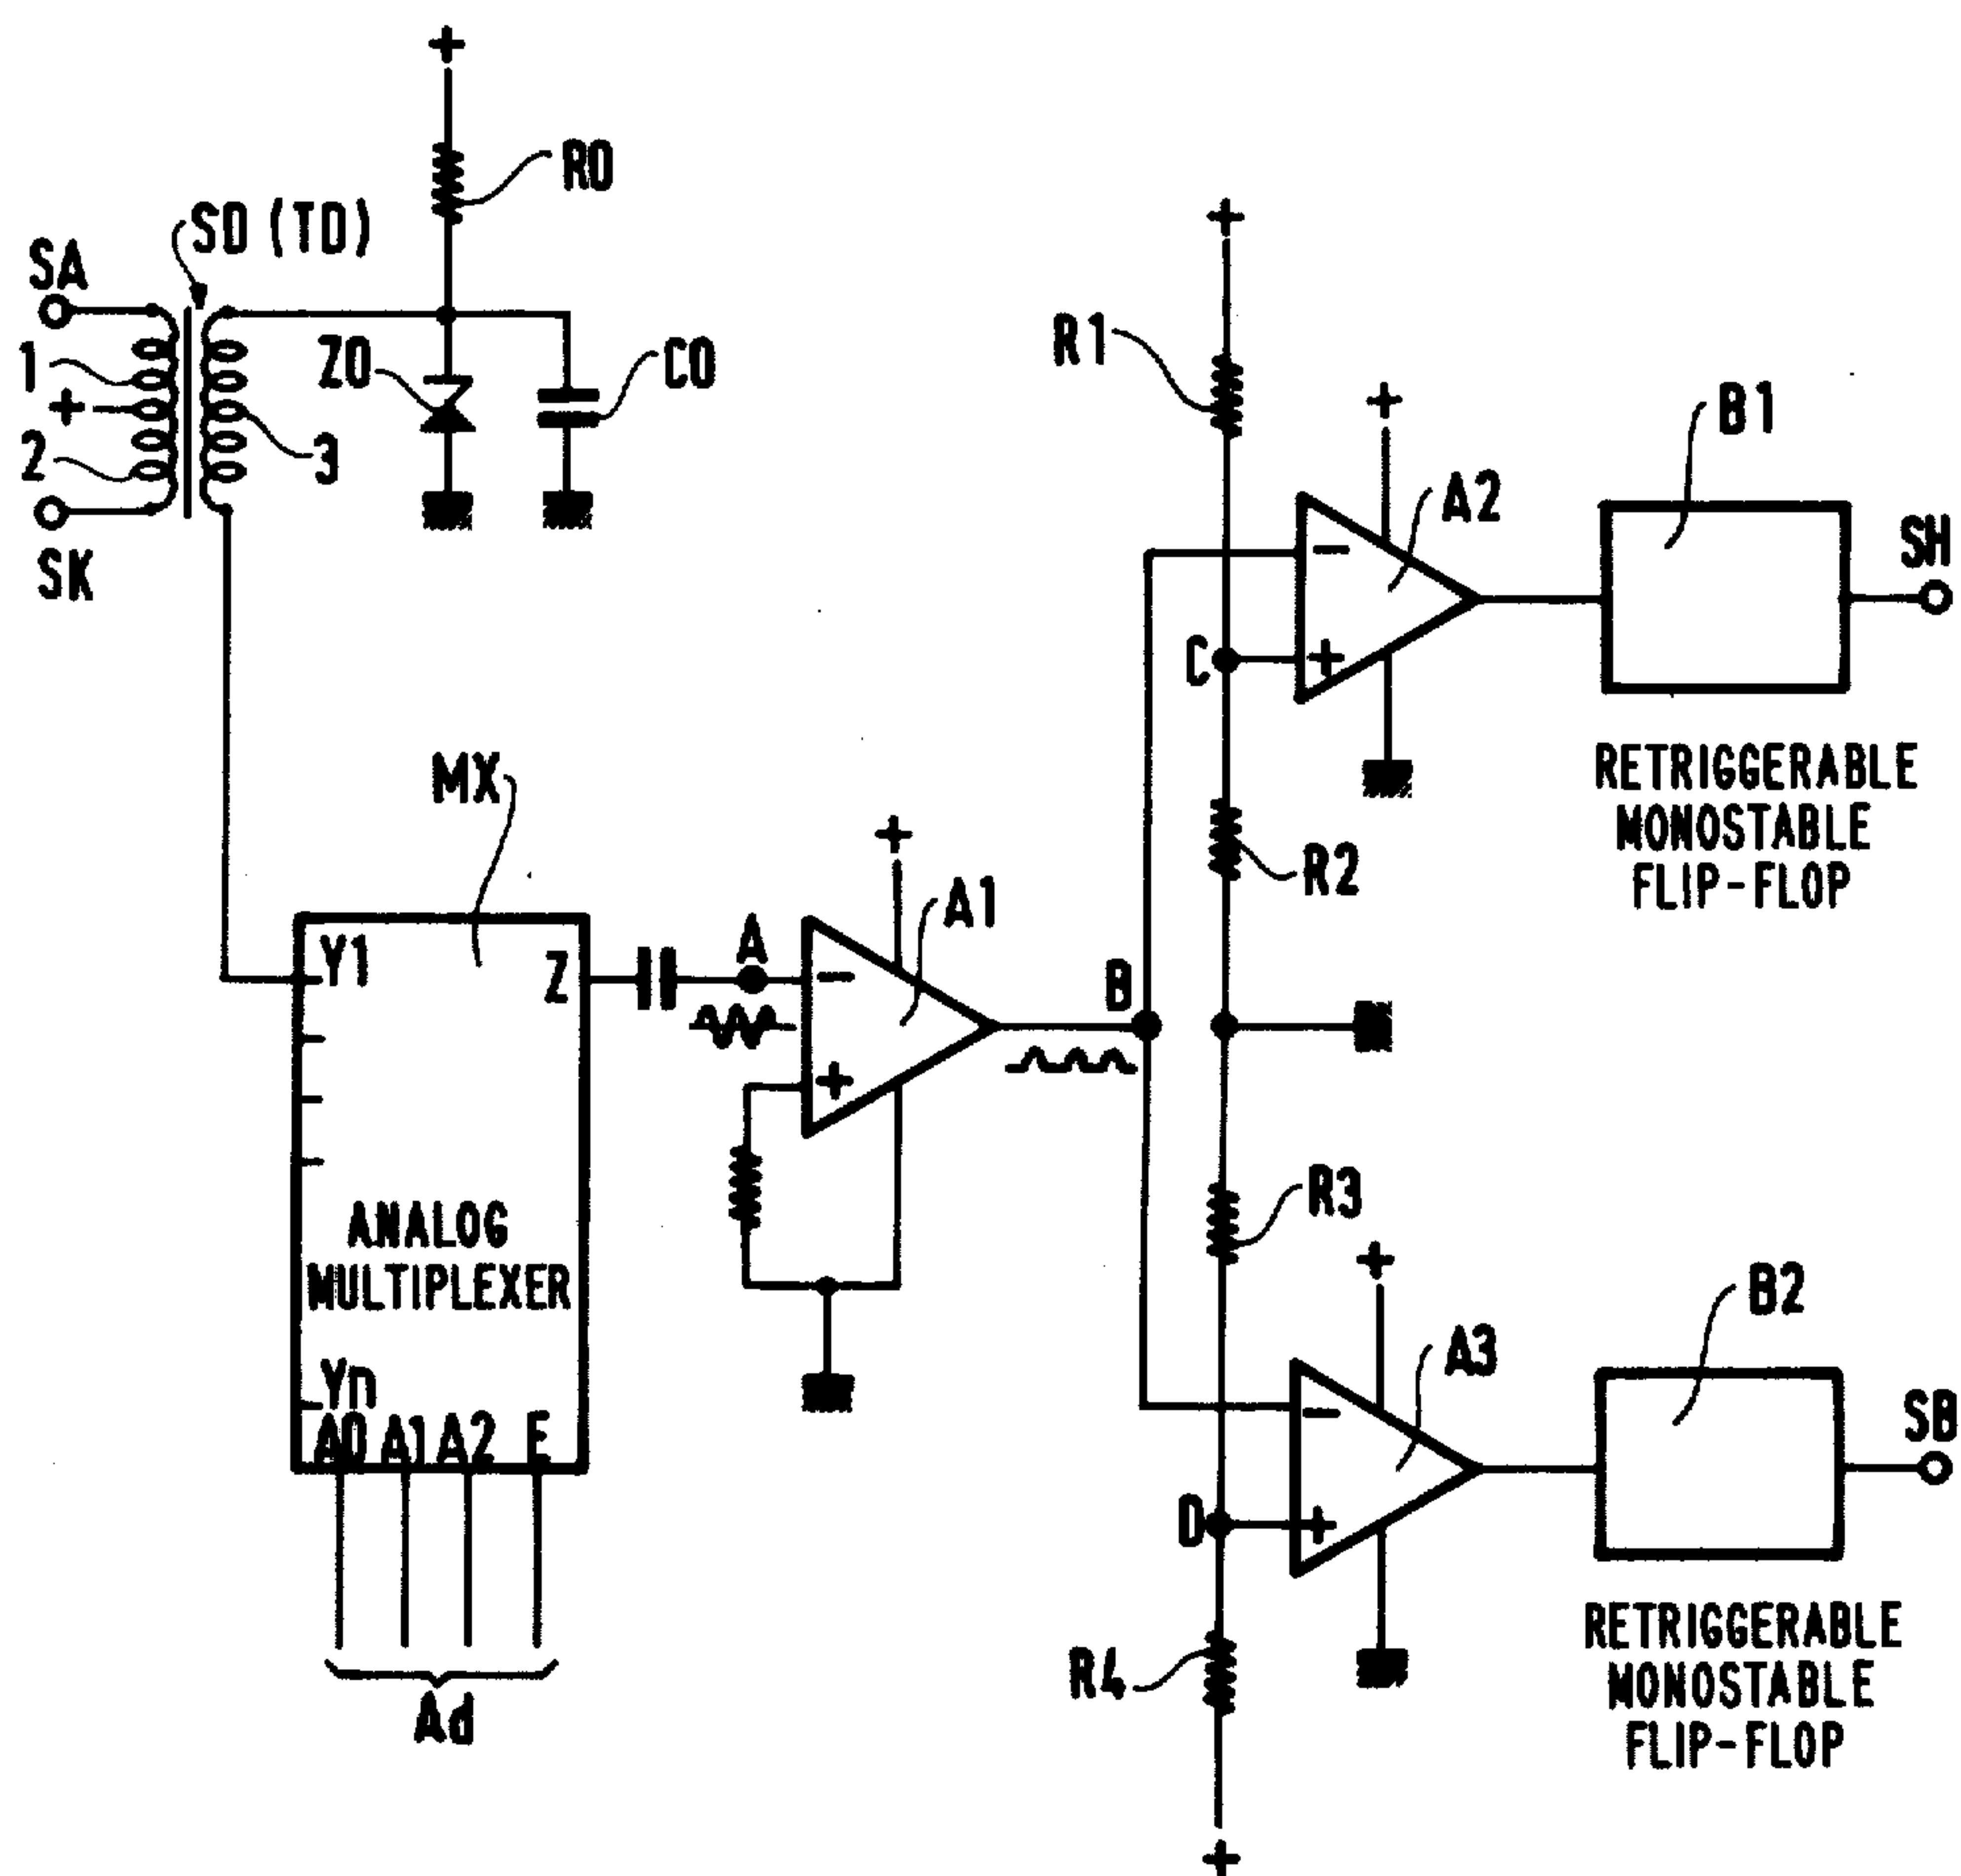 +
R0
SD (TD)
SA
1
+
2
SK
Z0
C0
3
+
R1
+
A2
B1
SH
-
C
+
RETRIGGERABLE
MONOSTABLE
FLIP-FLOP
R2
MX
+
A1
Y1
Z
A
-
B
+
ANALOG
MULTIPLEXER
Yn
A0 A1 A2 E
Ad
R3
+
A3
B2
SB
-
D
+
R4
RETRIGGERABLE
MONOSTABLE
FLIP-FLOP
+